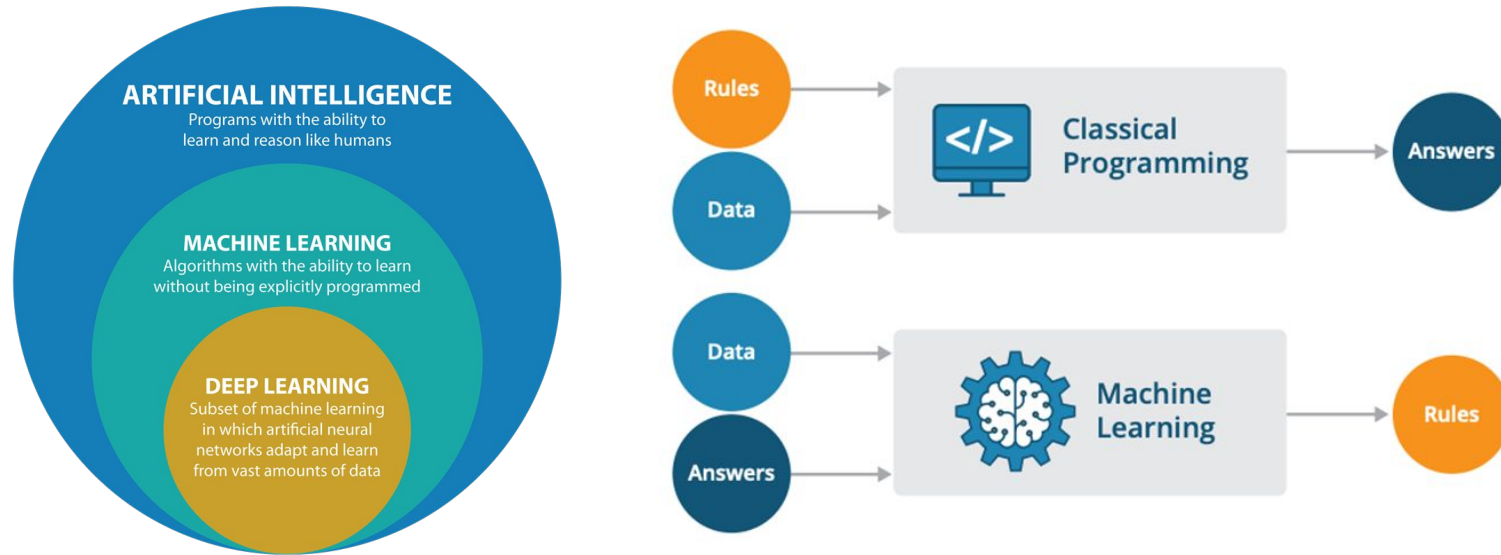 ARTIFICIAL INTELLIGENCE
Programs with the ability to
learn and reason like humans
MACHINE LEARNING
Algorithms with the ability to learn
without being explicitly programmed
DEEP LEARNING
Subset of machine learning
in which artificial neural
networks adapt and learn
from vast amounts of data
Rules
Data
</>
Classical
Programming
Answers
Data
Answers
Machine
Learning
Rules